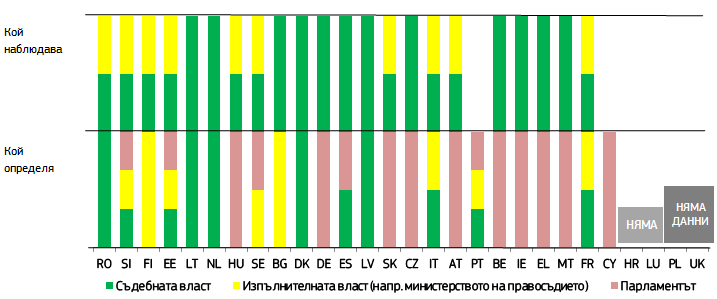 Кой
наблюдава
Кой
определя
НЯМА
НЯМА
ДАННИ
RO SI FI EE LT NL HU SE BG DK DE ES LV SK CZ IT AT PT BE IE EL MT FR CY HR LU PL UK
Съдебната власт Изпълнителната власт (напр. министерството на правосъдието) Парламентът